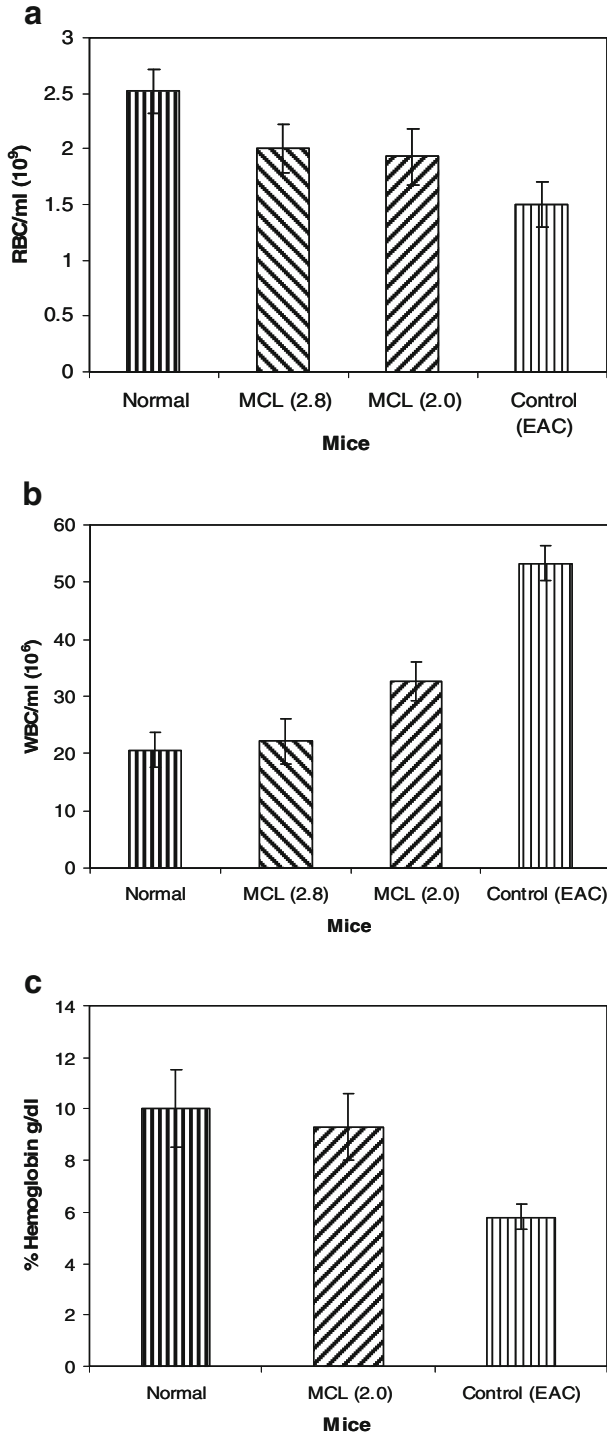 a
3
2.5
2
1.5
1
0.5
0
RBC/ml (10⁹)
Normal MCL (2.8) MCL (2.0) Control (EAC)
Mice
b
60
50
40
30
20
10
0
WBC/ml (10⁶)
Normal MCL (2.8) MCL (2.0) Control (EAC)
Mice
c
14
12
10
8
6
4
2
0
% Hemoglobin g/dl
Normal MCL (2.0) Control (EAC)
Mice